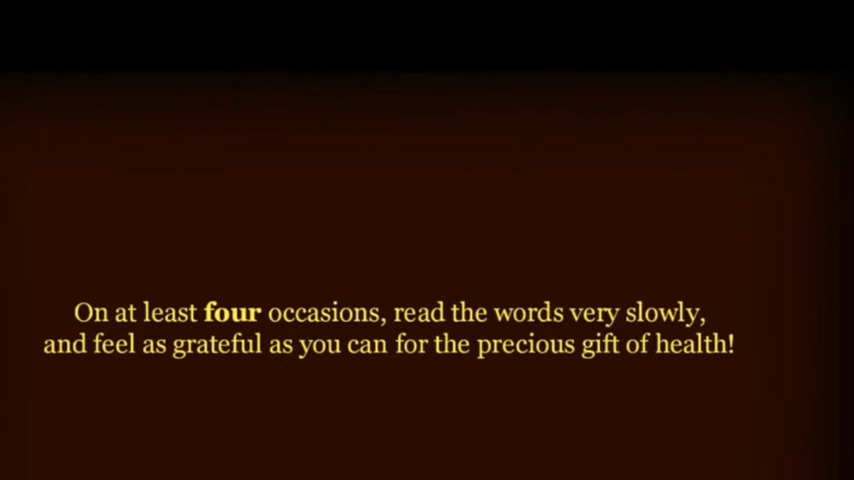 On at least four occasions, read the words very slowly,
and feel as grateful as you can for the precious gift of health!